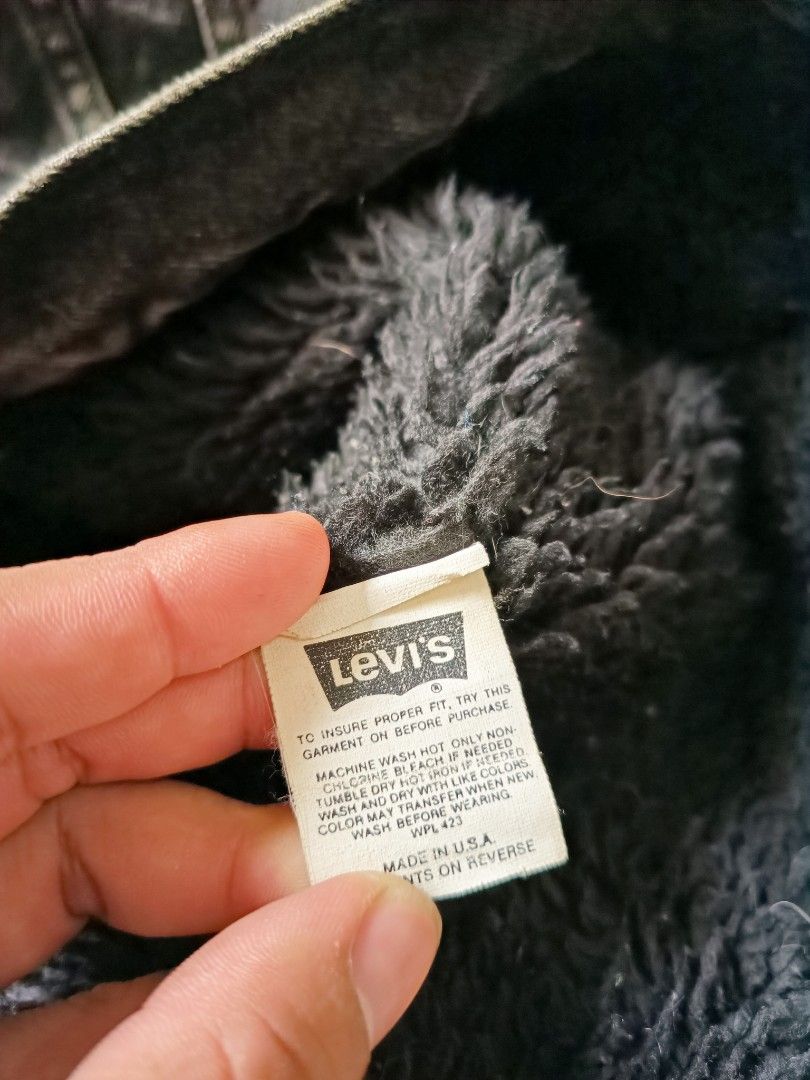 Levi's
®
TO INSURE PROPER FIT, TRY THIS
GARMENT ON BEFORE PURCHASE.
MACHINE WASH HOT ONLY NON-
CHLORINE BLEACH IF NEEDED
TUMBLE DRY HOT IRON IF NEEDED.
WASH AND DRY WITH LIKE COLORS
COLOR MAY TRANSFER WHEN NEW.
WASH BEFORE WEARING.
WPL 423
MADE IN U.S.A.
NTS ON REVERSE